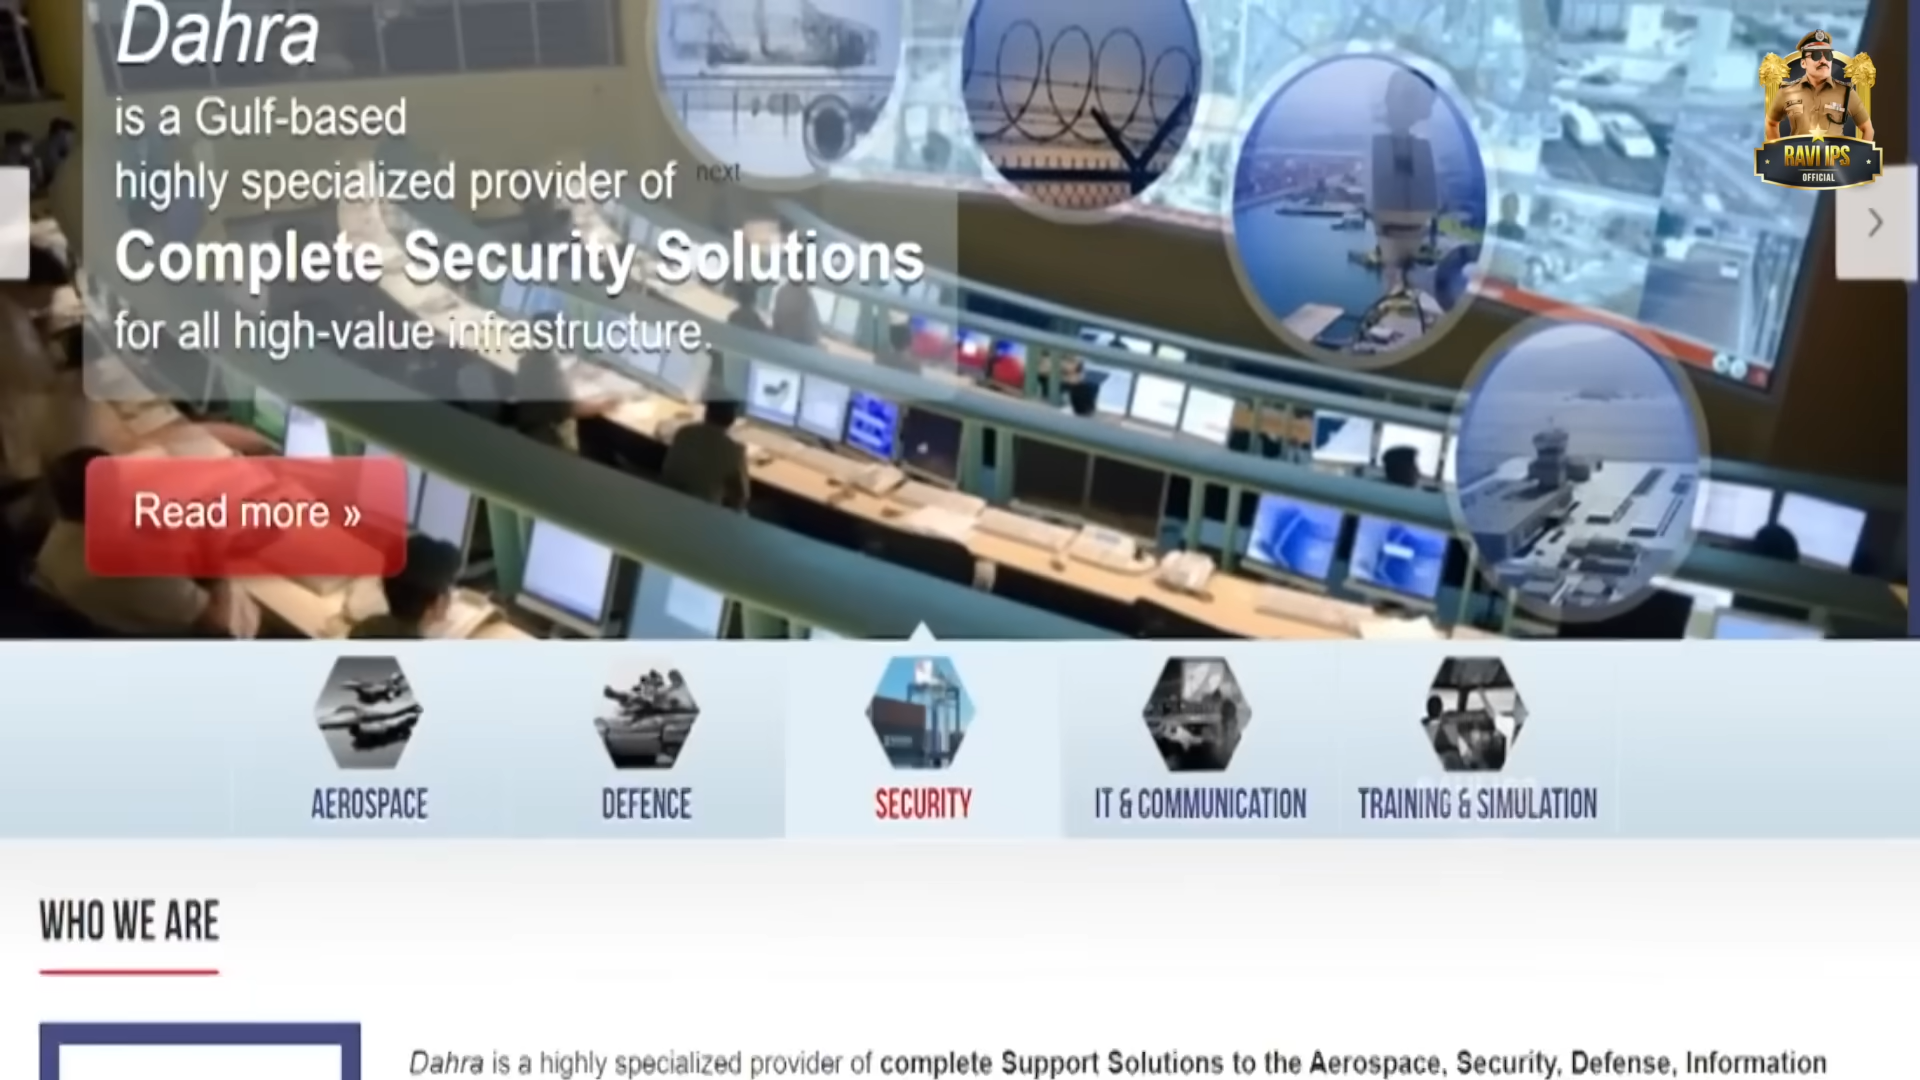 Dahra
is a Gulf-based
highly specialized provider of
next
Complete Security Solutions
for all high-value infrastructure.
Read more »
RAVI IPS
OFFICIAL
AEROSPACE
DEFENCE
SECURITY
IT & COMMUNICATION
TRAINING & SIMULATION
WHO WE ARE
Dahra is a highly specialized provider of complete Support Solutions to the Aerospace, Security, Defense, Information